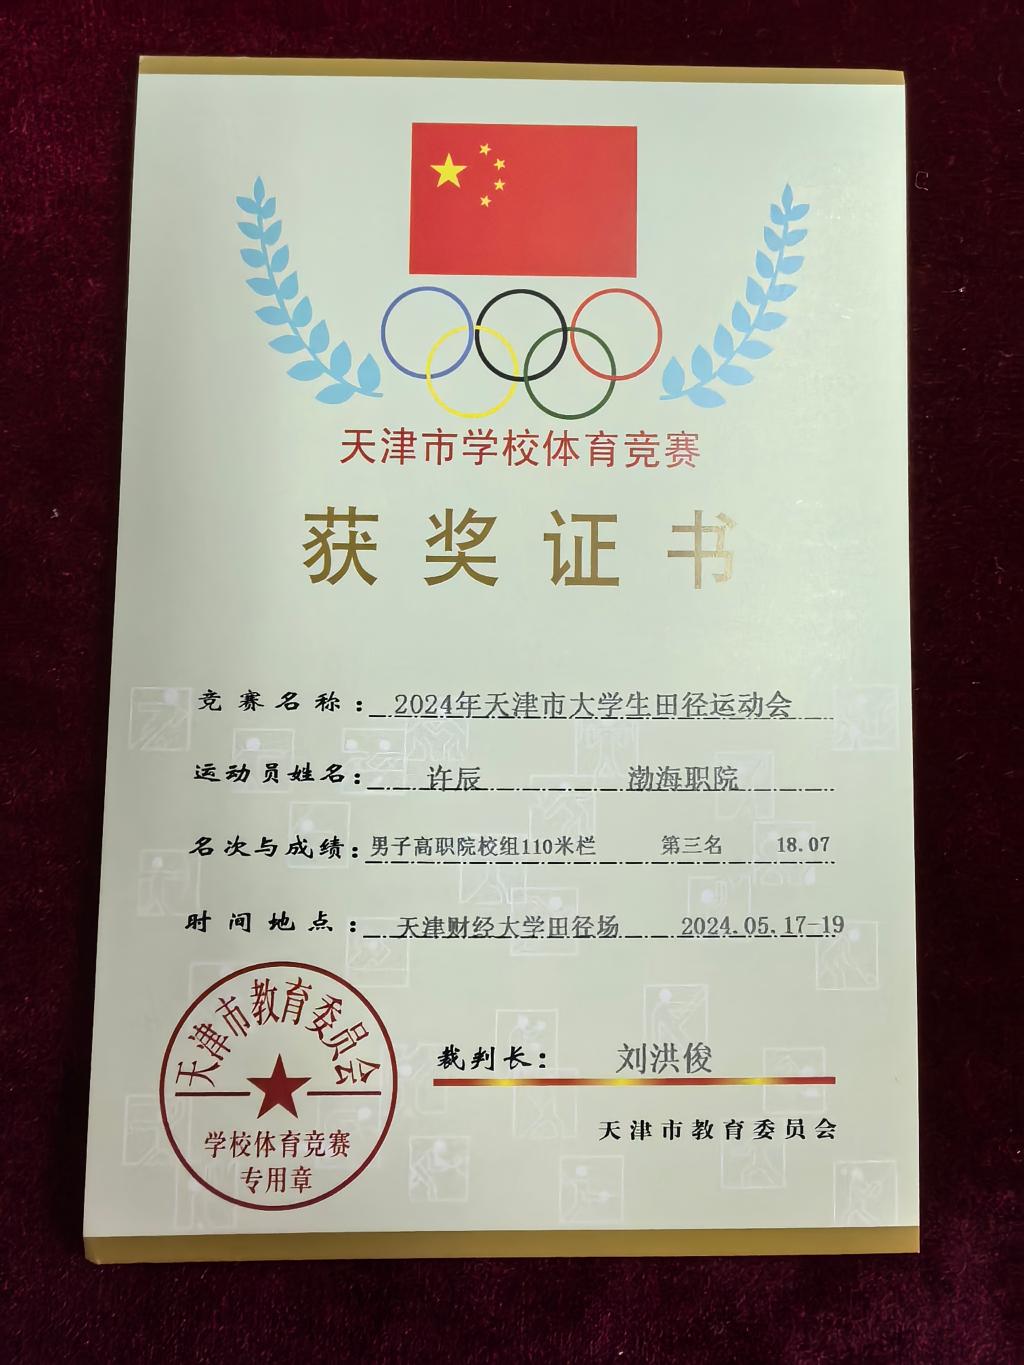 天津市学校体育竞赛
获奖证书
竞赛名称：2024年天津市大学生田径运动会
运动员姓名：许辰 渤海职院
名次与成绩：男子高职院校组110米栏 第三名 18.07
时间地点：天津财经大学田径场 2024.05.17-19
天津市教育委员会
学校体育竞赛
专用章
裁判长：刘洪俊
天津市教育委员会